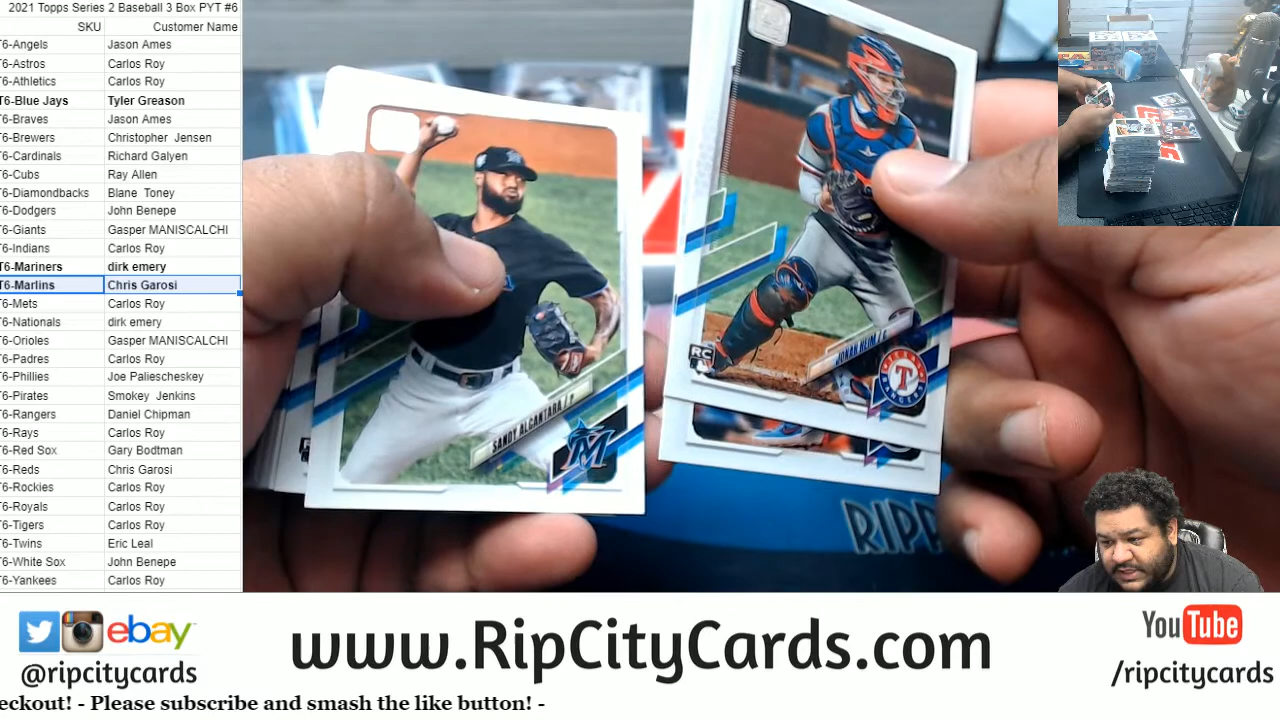 2021 Topps Series 2 Baseball 3 Box PYT #6
SKU Customer Name
T6-Angels Jason Ames
T6-Astros Carlos Roy
T6-Athletics Carlos Roy
T6-Blue Jays Tyler Greason
T6-Braves Jason Ames
T6-Brewers Christopher Jensen
T6-Cardinals Richard Galyen
T6-Cubs Ray Allen
T6-Diamondbacks Blane Toney
T6-Dodgers John Benepe
T6-Giants Gasper MANISCALCHI
T6-Indians Carlos Roy
T6-Mariners dirk emery
T6-Marlins Chris Garosi
T6-Mets Carlos Roy
T6-Nationals dirk emery
T6-Orioles Gasper MANISCALCHI
T6-Padres Carlos Roy
T6-Phillies Joe Paliescheskey
T6-Pirates Smokey Jenkins
T6-Rangers Daniel Chipman
T6-Rays Carlos Roy
T6-Red Sox Gary Bodtman
T6-Reds Chris Garosi
T6-Rockies Carlos Roy
T6-Royals Carlos Roy
T6-Tigers Carlos Roy
T6-Twins Eric Leal
T6-White Sox John Benepe
T6-Yankees Carlos Roy
SANDY ALCANTARA / P
M
RC
JONAH HEIM / C
TEXAS
T
RANGERS
RIPP
ebay
@ripcitycards
www.RipCityCards.com
YouTube
/ripcitycards
eckout! - Please subscribe and smash the like button! -